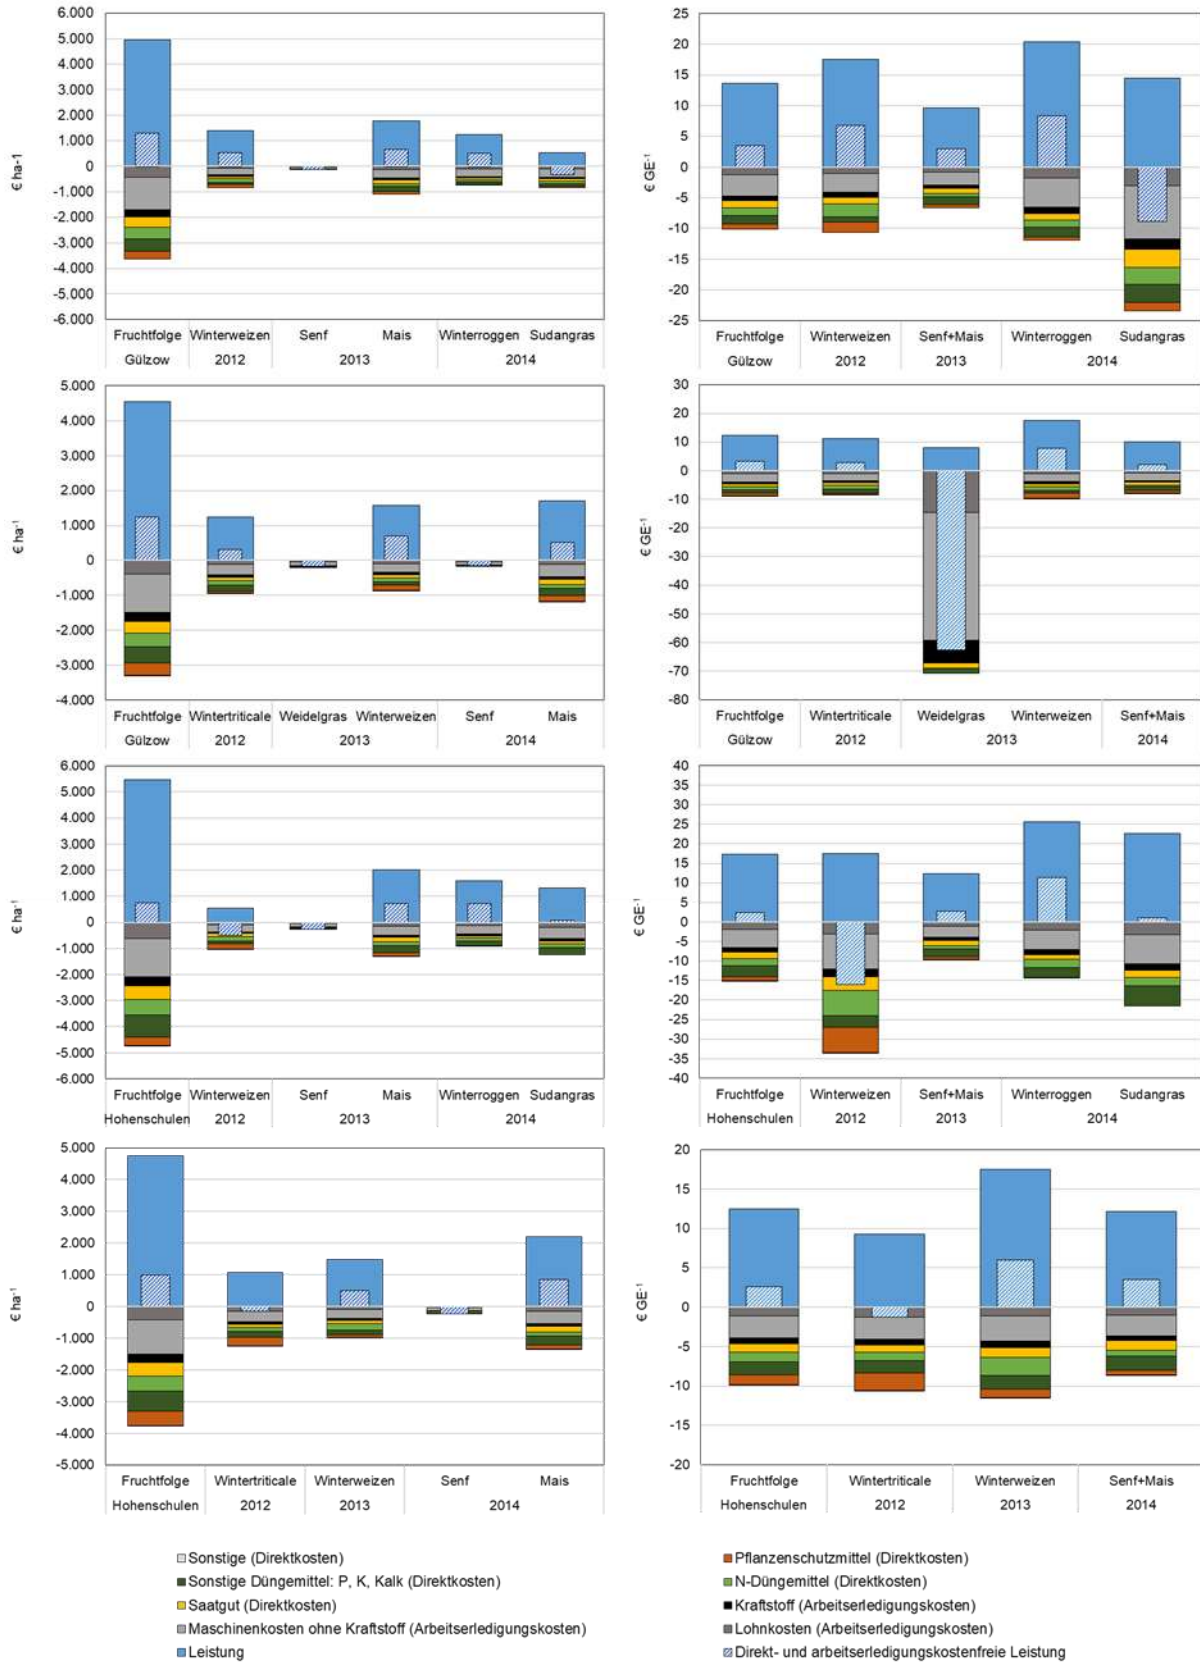 6.000
5.000
4.000
3.000
2.000
1.000
0
-1.000
-2.000
-3.000
-4.000
-5.000
-6.000
€ ha-1
Fruchtfolge Winterweizen Senf Mais Winterroggen Sudangras
Gülzow 2012 2013 2014
25
20
15
10
5
0
-5
-10
-15
-20
-25
€ GE⁻¹
Fruchtfolge Winterweizen Senf+Mais Winterroggen Sudangras
Gülzow 2012 2013 2014
5.000
4.000
3.000
2.000
1.000
0
-1.000
-2.000
-3.000
-4.000
€ ha⁻¹
Fruchtfolge Wintertriticale Weidelgras Winterweizen Senf Mais
Gülzow 2012 2013 2014
30
20
10
0
-10
-20
-30
-40
-50
-60
-70
-80
€ GE⁻¹
Fruchtfolge Wintertriticale Weidelgras Winterweizen Senf+Mais
Gülzow 2012 2013 2014
6.000
5.000
4.000
3.000
2.000
1.000
0
-1.000
-2.000
-3.000
-4.000
-5.000
-6.000
€ ha⁻¹
Fruchtfolge Winterweizen Senf Mais Winterroggen Sudangras
Hohenschulen 2012 2013 2014
40
35
30
25
20
15
10
5
0
-5
-10
-15
-20
-25
-30
-35
-40
€ GE⁻¹
Fruchtfolge Winterweizen Senf+Mais Winterroggen Sudangras
Hohenschulen 2012 2013 2014
5.000
4.000
3.000
2.000
1.000
0
-1.000
-2.000
-3.000
-4.000
-5.000
€ ha⁻¹
Fruchtfolge Wintertriticale Winterweizen Senf Mais
Hohenschulen 2012 2013 2014
20
15
10
5
0
-5
-10
-15
-20
€ GE⁻¹
Fruchtfolge Wintertriticale Winterweizen Senf+Mais
Hohenschulen 2012 2013 2014
Sonstige (Direktkosten)
Sonstige Düngemittel: P, K, Kalk (Direktkosten)
Saatgut (Direktkosten)
Maschinenkosten ohne Kraftstoff (Arbeitserledigungskosten)
Leistung
Pflanzenschutzmittel (Direktkosten)
N-Düngemittel (Direktkosten)
Kraftstoff (Arbeitserledigungskosten)
Lohnkosten (Arbeitserledigungskosten)
Direkt- und arbeitserledigungskostenfreie Leistung